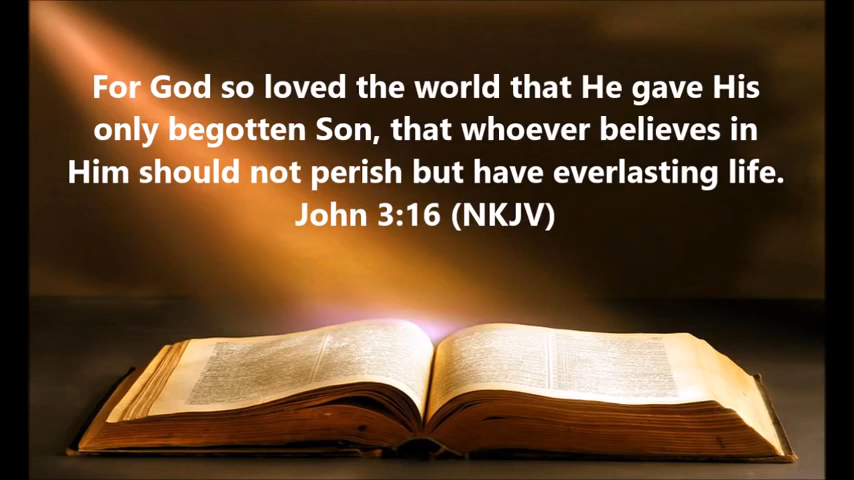 For God so loved the world that He gave His
only begotten Son, that whoever believes in
Him should not perish but have everlasting life.
John 3:16 (NKJV)